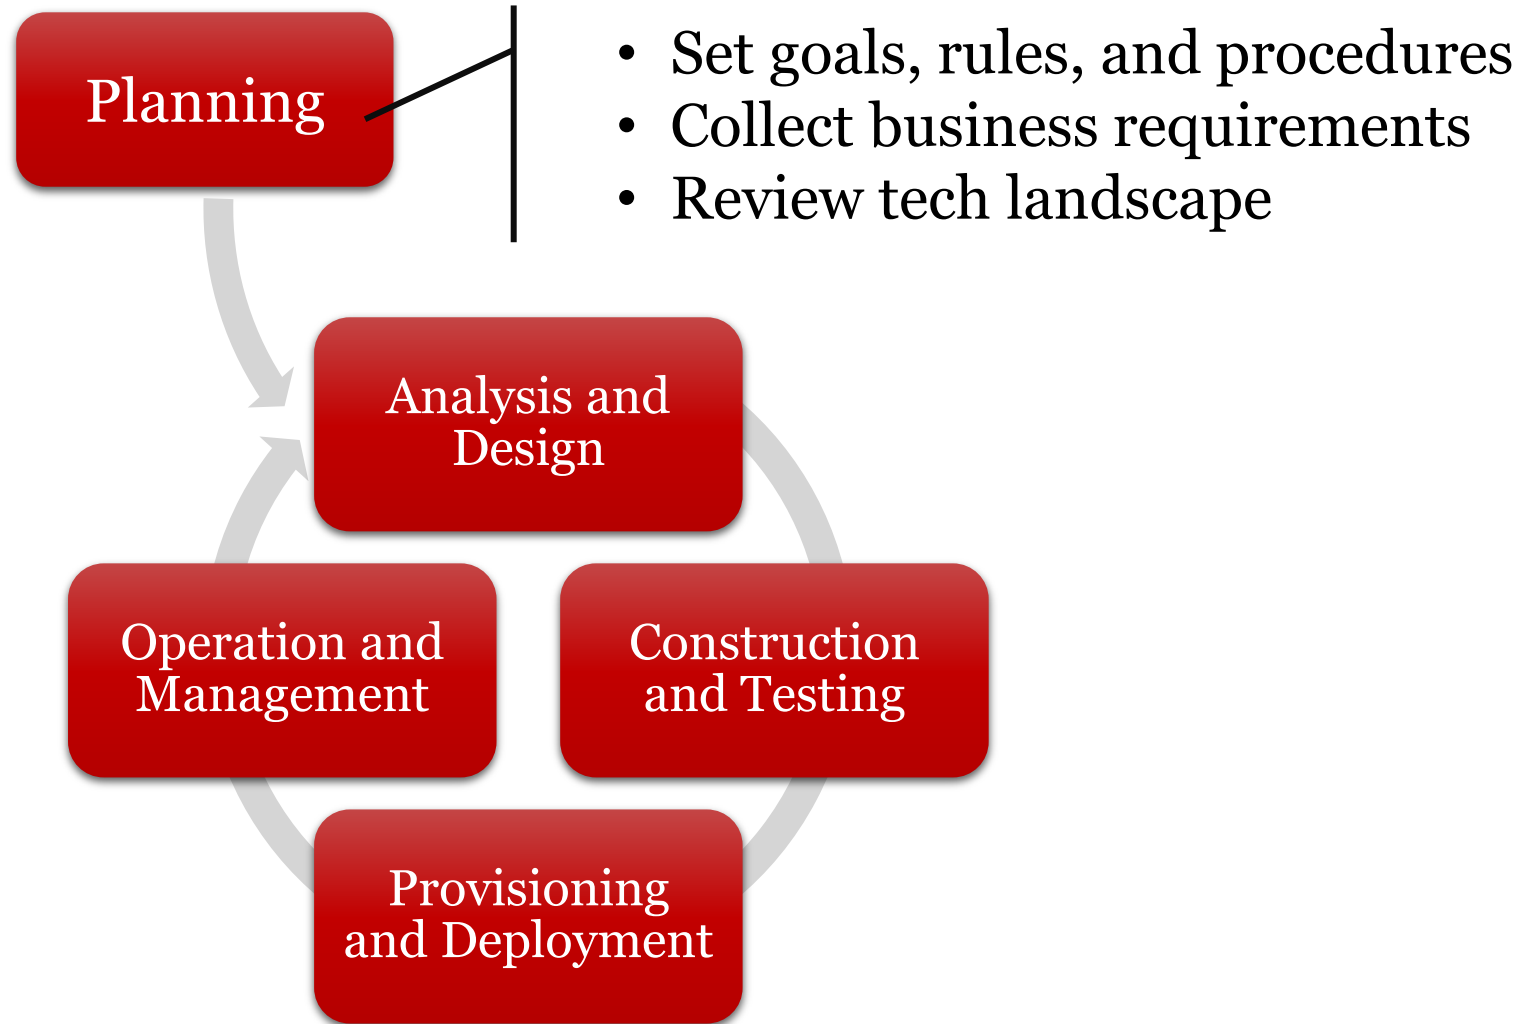 Planning
• Set goals, rules, and procedures
• Collect business requirements
• Review tech landscape
Analysis and
Design
Operation and
Management
Construction
and Testing
Provisioning
and Deployment